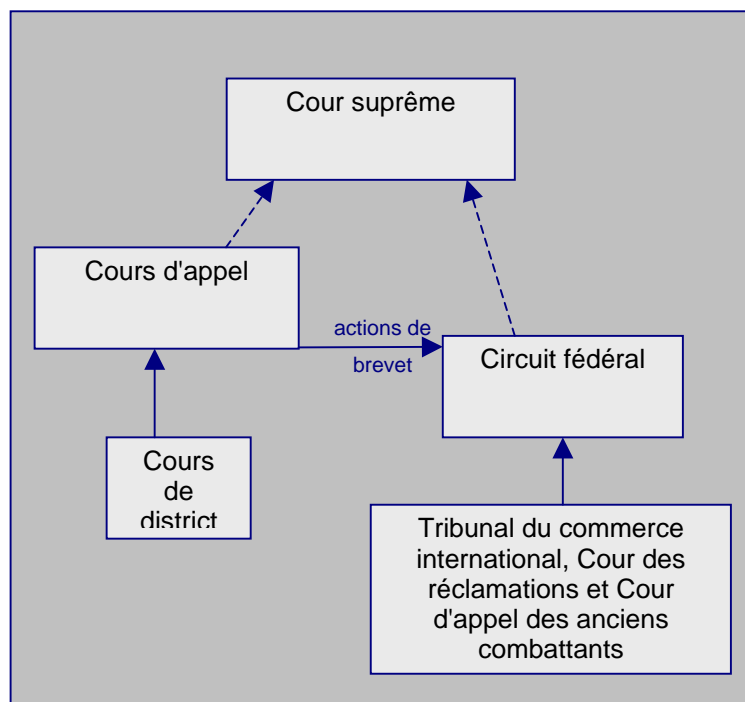 Cour suprême
Cours d'appel
actions de
brevet
Circuit fédéral
Cours
de
district
Tribunal du commerce
international, Cour des
réclamations et Cour
d'appel des anciens
combattants